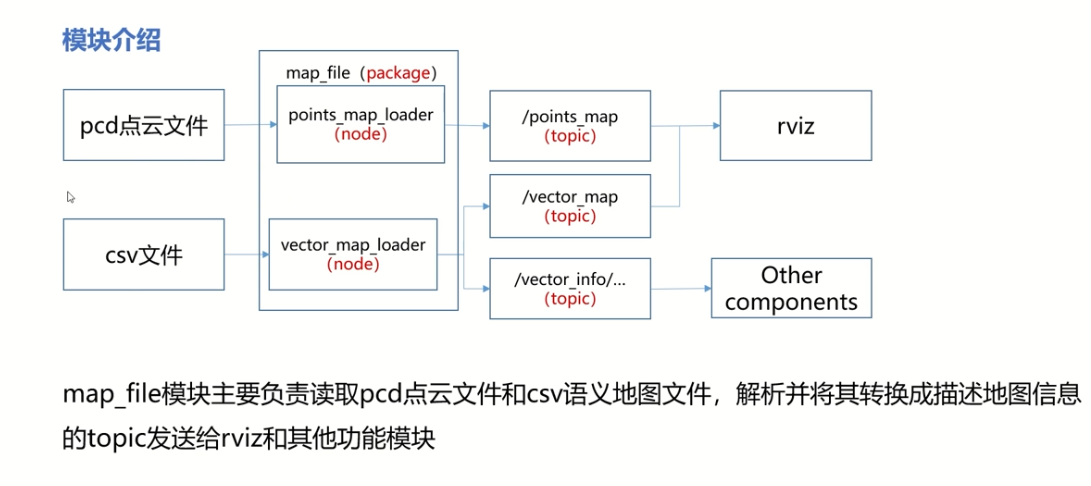 模块介绍
map_file（package）
pcd点云文件
points_map_loader
（node）
/points_map
（topic）
rviz
/vector_map
（topic）
csv文件
vector_map_loader
（node）
/vector_info/...
（topic）
Other
components
map_file模块主要负责读取pcd点云文件和csv语义地图文件，解析并将其转换成描述地图信息
的topic发送给rviz和其他功能模块